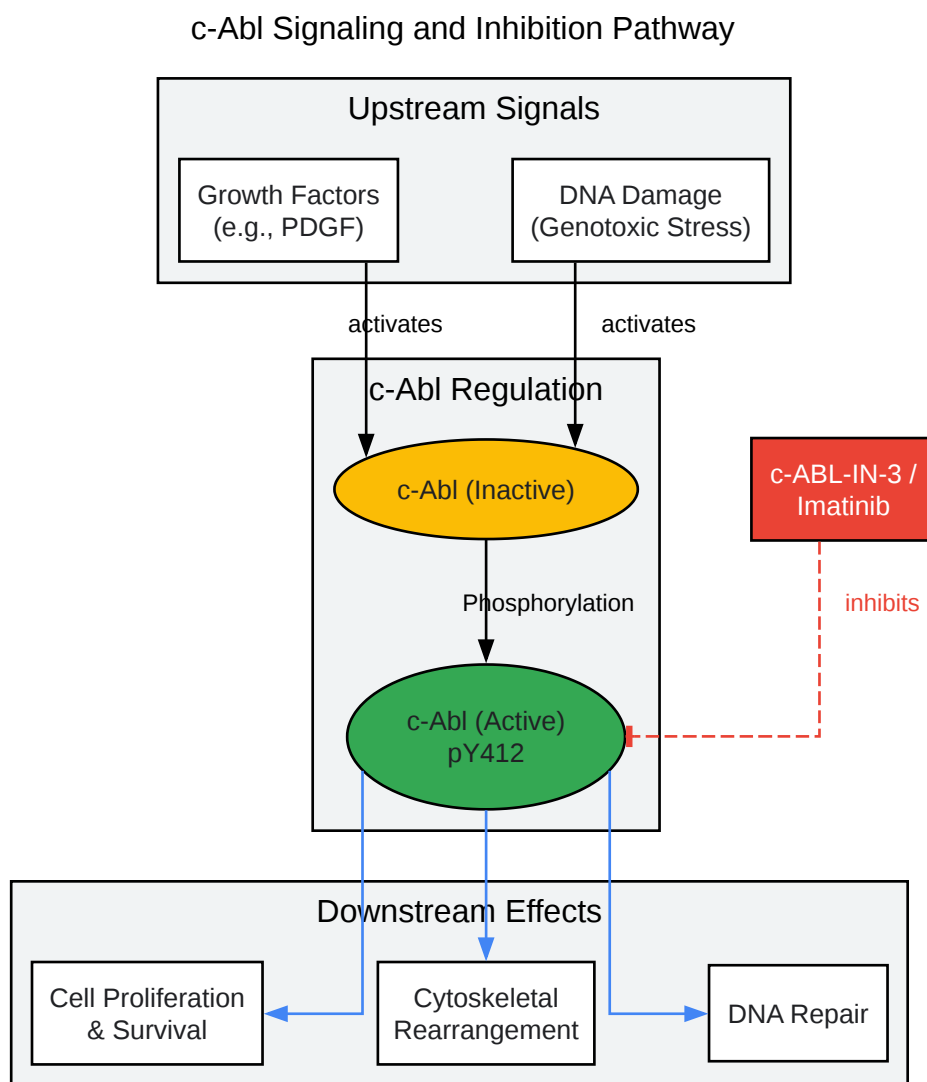 c-Abl Signaling and Inhibition Pathway
Upstream Signals
Growth Factors
(e.g., PDGF)
DNA Damage
(Genotoxic Stress)
activates
activates
c-Abl Regulation
c-Abl (Inactive)
c-ABL-IN-3 /
Imatinib
Phosphorylation
inhibits
c-Abl (Active)
pY412
Downstream Effects
Cell Proliferation
& Survival
Cytoskeletal
Rearrangement
DNA Repair